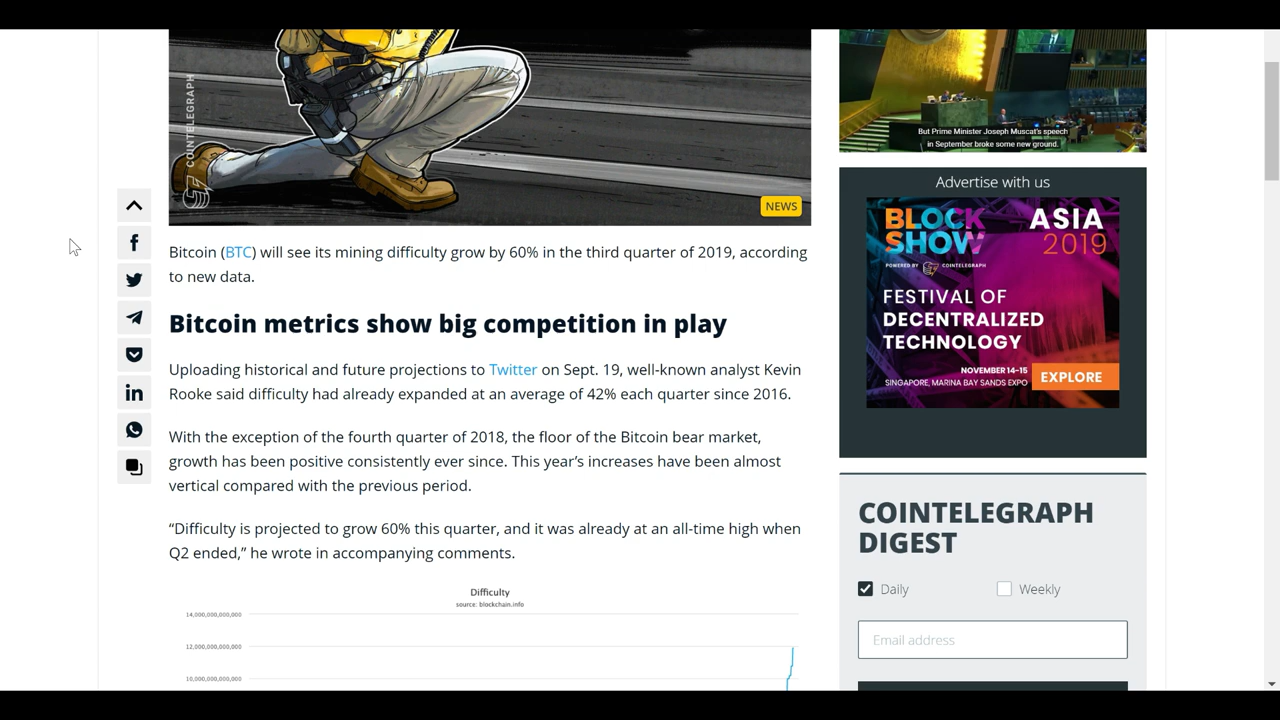 COINTELEGRAPH
NEWS
Bitcoin (BTC) will see its mining difficulty grow by 60% in the third quarter of 2019, according
to new data.
Bitcoin metrics show big competition in play
Uploading historical and future projections to Twitter on Sept. 19, well-known analyst Kevin
Rooke said difficulty had already expanded at an average of 42% each quarter since 2016.
With the exception of the fourth quarter of 2018, the floor of the Bitcoin bear market,
growth has been positive consistently ever since. This year’s increases have been almost
vertical compared with the previous period.
“Difficulty is projected to grow 60% this quarter, and it was already at an all-time high when
Q2 ended,” he wrote in accompanying comments.
Difficulty
source: blockchain.info
14,000,000,000,000
12,000,000,000,000
10,000,000,000,000
But Prime Minister Joseph Muscat's speech
in September broke some new ground.
Advertise with us
BLOCK
SHOW
POWERED BY COINTELEGRAPH
ASIA
2019
FESTIVAL OF
DECENTRALIZED
TECHNOLOGY
NOVEMBER 14-15
SINGAPORE, MARINA BAY SANDS EXPO
EXPLORE
COINTELEGRAPH
DIGEST
Daily
Weekly
Email address